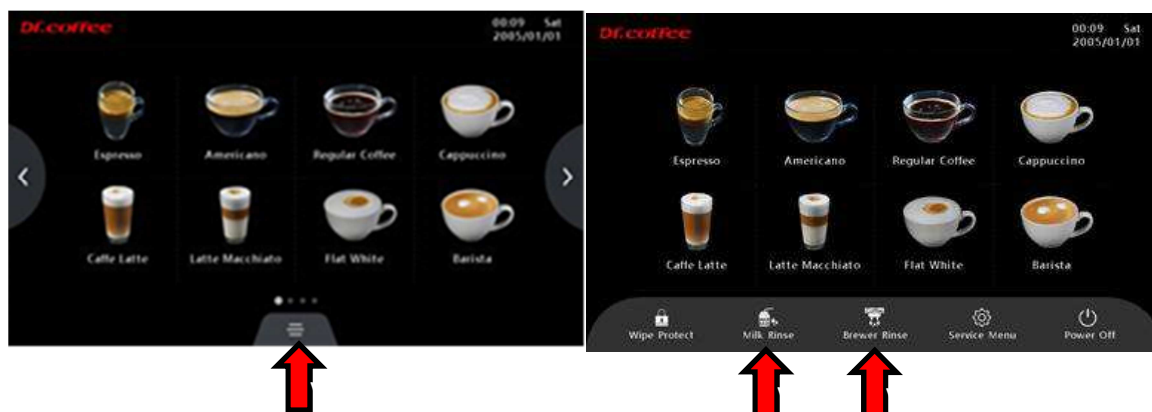 Dr.coffee
00:09 Sat
2005/01/01
Espresso Americano Regular Coffee Cappuccino
Caffe Latte Latte Macchiato Flat White Barista
Dr.coffee
00:09 Sat
2005/01/01
Espresso Americano Regular Coffee Cappuccino
Caffe Latte Latte Macchiato Flat White Barista
Wipe Protect Milk Rinse Brewer Rinse Service Menu Power Off